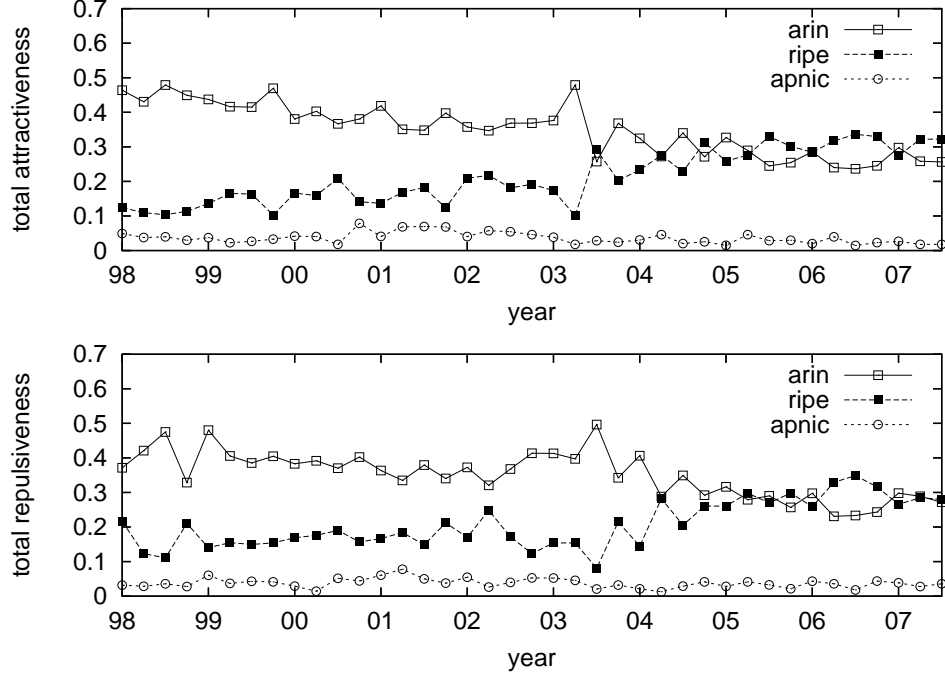 0.7
0.6
0.5
0.4
0.3
0.2
0.1
0
total attractiveness
arin
ripe
apnic
98 99 00 01 02 03 04 05 06 07
year
0.7
0.6
0.5
0.4
0.3
0.2
0.1
0
total repulsiveness
arin
ripe
apnic
98 99 00 01 02 03 04 05 06 07
year